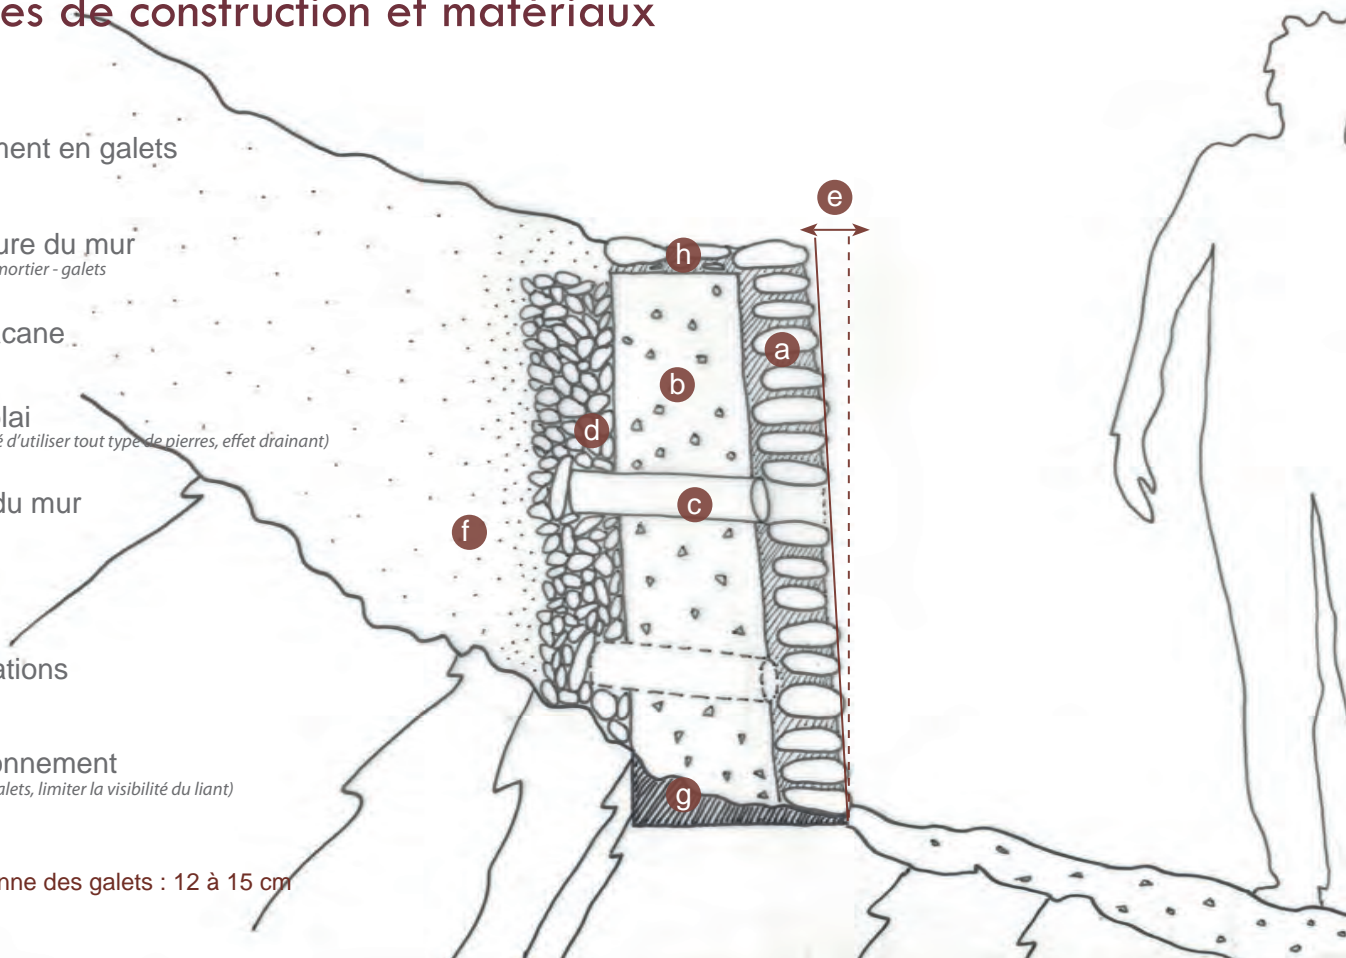 es de construction et matériaux
ment en galets
ure du mur
mortier - galets
cane
lai
é d'utiliser tout type de pierres, effet drainant)
du mur
ations
onnement
alets, limiter la visibilité du liant)
nne des galets : 12 à 15 cm
e
h
a
b
d
c
f
g